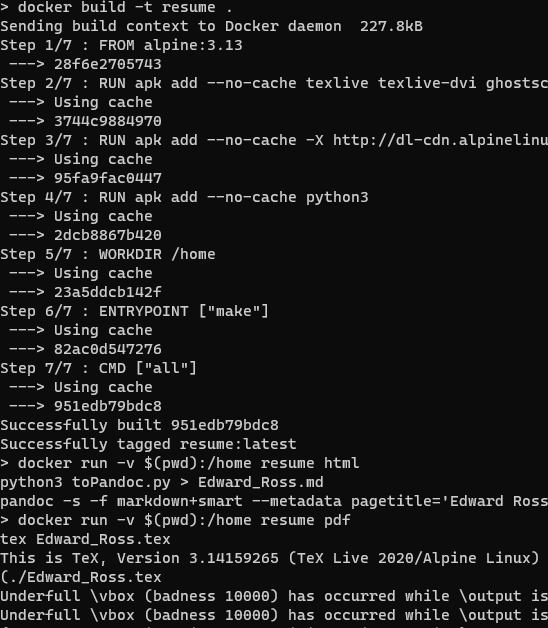 > docker build -t resume .
Sending build context to Docker daemon  227.8kB
Step 1/7 : FROM alpine:3.13
 ---> 28f6e2705743
Step 2/7 : RUN apk add --no-cache texlive texlive-dvi ghostsc
 ---> Using cache
 ---> 3744c9884970
Step 3/7 : RUN apk add --no-cache -X http://dl-cdn.alpinelinu
 ---> Using cache
 ---> 95fa9fac0447
Step 4/7 : RUN apk add --no-cache python3
 ---> Using cache
 ---> 2dcb8867b420
Step 5/7 : WORKDIR /home
 ---> Using cache
 ---> 23a5ddcb142f
Step 6/7 : ENTRYPOINT ["make"]
 ---> Using cache
 ---> 82ac0d547276
Step 7/7 : CMD ["all"]
 ---> Using cache
 ---> 951edb79bdc8
Successfully built 951edb79bdc8
Successfully tagged resume:latest
> docker run -v $(pwd):/home resume html
python3 toPandoc.py > Edward_Ross.md
pandoc -s -f markdown+smart --metadata pagetitle='Edward Ross
> docker run -v $(pwd):/home resume pdf
tex Edward_Ross.tex
This is TeX, Version 3.14159265 (TeX Live 2020/Alpine Linux)
(./Edward_Ross.tex
Underfull \vbox (badness 10000) has occurred while \output is
Underfull \vbox (badness 10000) has occurred while \output is